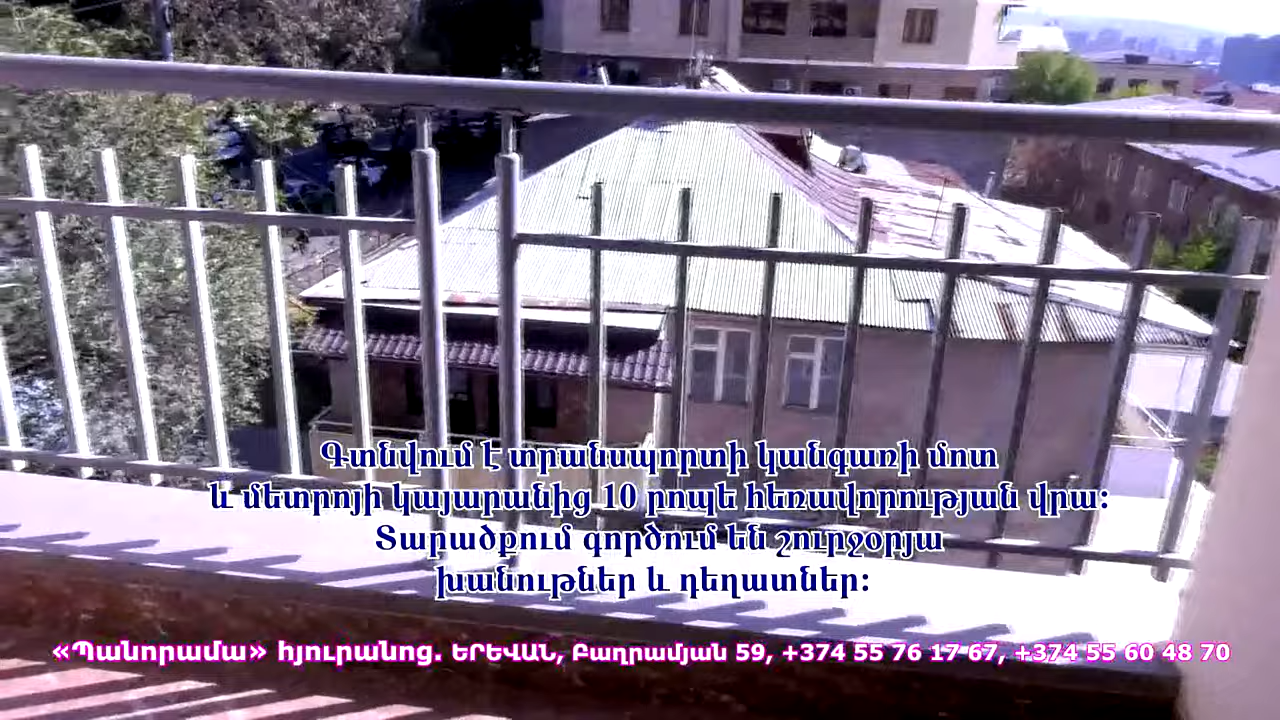 Գտնվում է տրանսպորտի կանգառի մոտ
և մետրոյի կայարանից 10 րոպե հեռավորության վրա:
Տարածքում գործում են շուրջօրյա
խանութներ և դեղատներ:
«Պանորամա» հյուրանոց. ԵՐԵՎԱՆ, Բաղրամյան 59, +374 55 76 17 67, +374 55 60 48 70